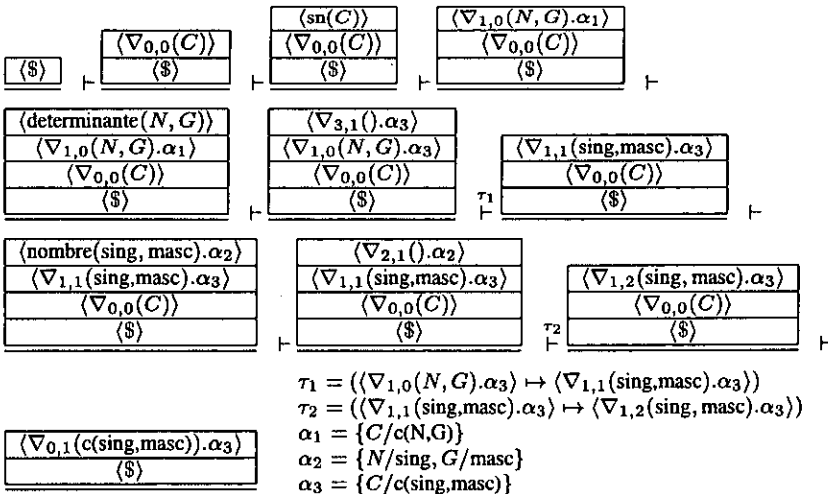 ⟨sn(C)⟩ ⟨∇₁,₀(N, G).α₁⟩
⟨∇₀,₀(C)⟩ ⟨∇₀,₀(C)⟩ ⟨∇₀,₀(C)⟩
⟨$⟩ ⊢ ⟨$⟩ ⊢ ⟨$⟩ ⊢ ⟨$⟩ ⊢
⟨determinante(N, G)⟩ ⟨∇₃,₁().α₃⟩
⟨∇₁,₀(N, G).α₁⟩ ⟨∇₁,₀(N, G).α₃⟩ ⟨∇₁,₁(sing,masc).α₃⟩
⟨∇₀,₀(C)⟩ ⟨∇₀,₀(C)⟩ ⟨∇₀,₀(C)⟩
⟨$⟩ ⊢ ⟨$⟩ τ₁ ⊢ ⟨$⟩ ⊢
⟨nombre(sing, masc).α₂⟩ ⟨∇₂,₁().α₂⟩
⟨∇₁,₁(sing,masc).α₃⟩ ⟨∇₁,₁(sing,masc).α₃⟩ ⟨∇₁,₂(sing, masc).α₃⟩
⟨∇₀,₀(C)⟩ ⟨∇₀,₀(C)⟩ ⟨∇₀,₀(C)⟩
⟨$⟩ ⊢ ⟨$⟩ τ₂ ⊢ ⟨$⟩ ⊢
⟨∇₀,₁(c(sing,masc)).α₃⟩
⟨$⟩
τ₁ = (⟨∇₁,₀(N, G).α₃⟩ ↦ ⟨∇₁,₁(sing,masc).α₃⟩)
τ₂ = (⟨∇₁,₁(sing,masc).α₃⟩ ↦ ⟨∇₁,₂(sing, masc).α₃⟩)
α₁ = {C/c(N,G)}
α₂ = {N/sing, G/masc}
α₃ = {C/c(sing,masc)}